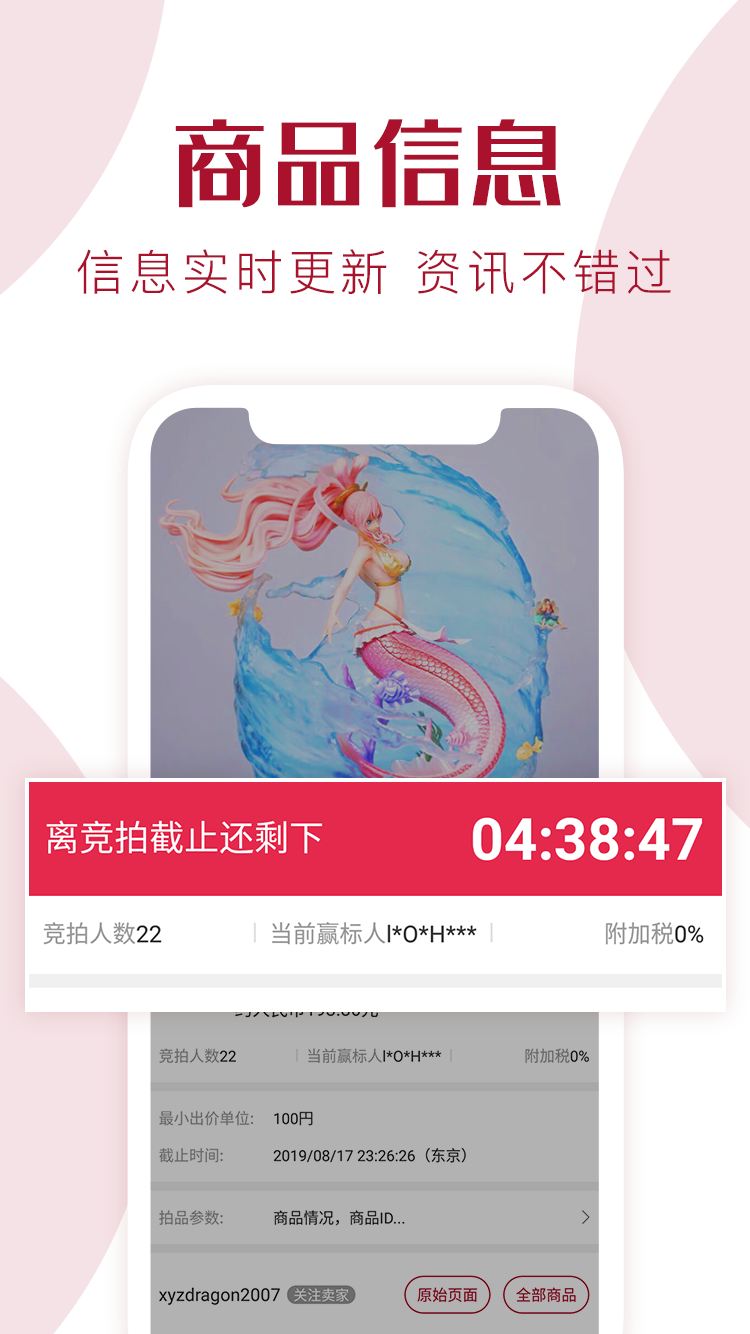 商品信息
信息实时更新 资讯不错过
离竞拍截止还剩下 04:38:47
竞拍人数22 当前赢标人l*O*H*** 附加税0%
竞拍人数22 当前赢标人l*O*H*** 附加税0%
最小出价单位: 100円
截止时间: 2019/08/17 23:26:26（东京）
拍品参数: 商品情况，商品ID...
xyzdragon2007 关注卖家 原始页面 全部商品